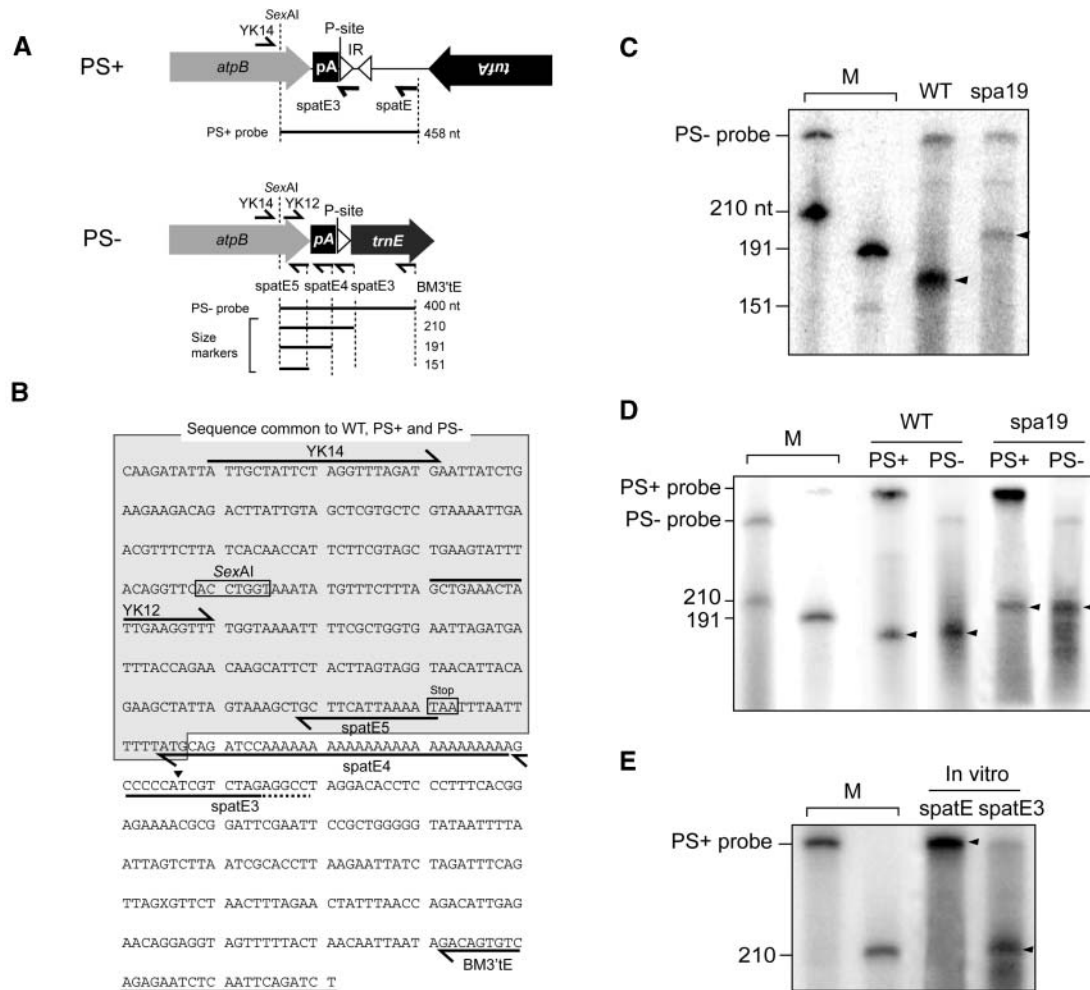 A
PS+
SexAI
YK14
P-site
IR
atpB
pA
tufA
spatE3
spatE
PS+ probe
458 nt
PS-
SexAI
YK14
YK12
P-site
atpB
pA
trnE
spatE5
spatE4
spatE3
BM3'tE
PS- probe
400 nt
Size markers
210
191
151
B
Sequence common to WT, PS+ and PS-
YK14
CAAGATATTA TTGCTATTCT AGGTTTAGAT GAATTATCTG
AAGAAGACAG ACTTATTGTA GCTCGTGCTC GTAAAATTGA
ACGTTTCTTA TCACAACCAT TCTTCGTAGC TGAAGTATTT
SexAI
ACAGGTTCAC CTGGTAAATA TGTTTCTTTA GCTGAAACTA
YK12
TTGAAGGTTT TGGTAAAATT TTCGCTGGTG AATTAGATGA
TTTACCAGAA CAAGCATTCT ACTTAGTAGG TAACATTACA
Stop
GAAGCTATTA GTAAAGCTGC TTCATTAAAA TAATTTAATT
spatE5
TTTTATGCAG ATCCAAAAAA AAAAAAAAAA AAAAAAAAAG
spatE4
CCCCCATCGT CTAGAGGCCT AGGACACCTC CCTTTCACGG
spatE3
AGAAAACGCG GATTCGAATT CCGCTGGGGG TATAATTTTA
ATTAGTCTTA ATCGCACCTT AAGAATTATC TAGATTTCAG
TTAGXGTTCT AACTTTAGAA CTATTTAACC AGACATTGAG
AACAGGAGGT AGTTTTTACT AACAATTAAT AGACAGTGTC
BM3'tE
AGAGAATCTC AATTCAGATC T
C
M
WT
spa19
PS- probe
210 nt
191
151
D
M
WT
spa19
PS+ PS- PS+ PS-
PS+ probe
PS- probe
210
191
E
M
In vitro
spatE spatE3
PS+ probe
210